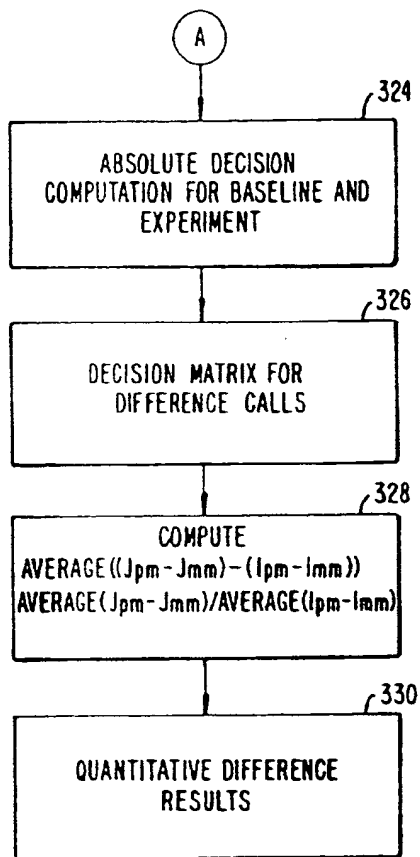 A
324
ABSOLUTE DECISION
COMPUTATION FOR BASELINE AND
EXPERIMENT
326
DECISION MATRIX FOR
DIFFERENCE CALLS
328
COMPUTE
AVERAGE((Jpm-Jmm)-(Ipm-Imm))
AVERAGE(Jpm-Jmm)/AVERAGE(Ipm-Imm)
330
QUANTITATIVE DIFFERENCE
RESULTS